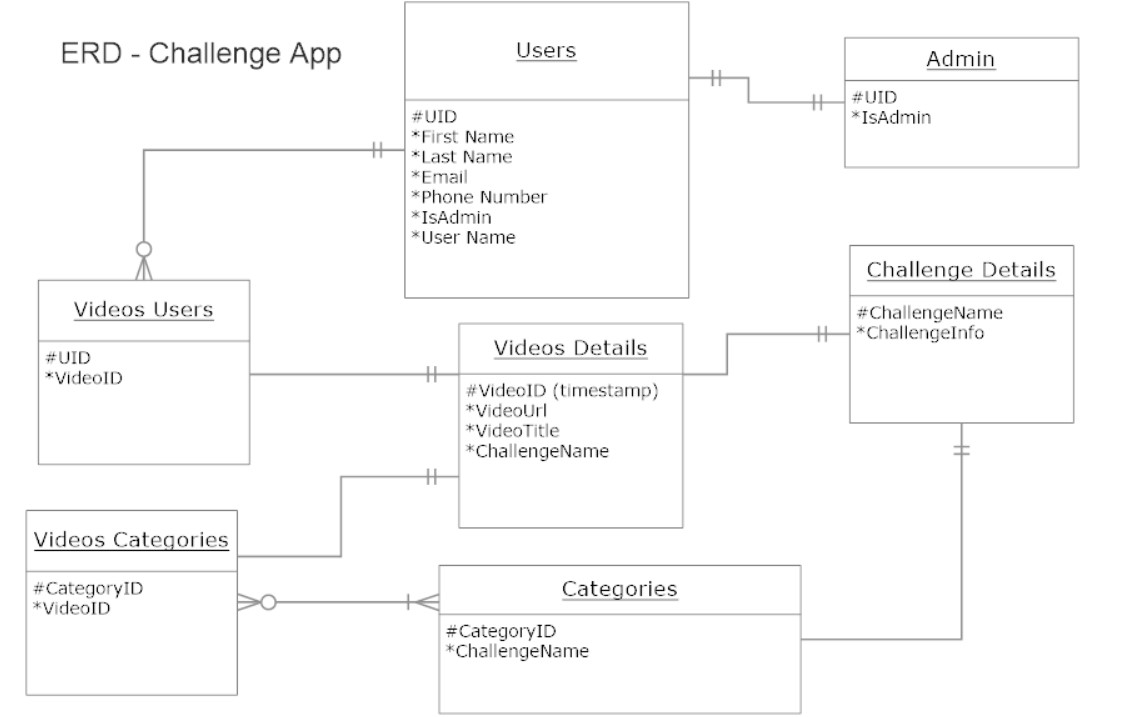 ERD - Challenge App
Users
#UID
*First Name
*Last Name
*Email
*Phone Number
*IsAdmin
*User Name
Admin
#UID
*IsAdmin
Videos Users
#UID
*VideoID
Videos Details
#VideoID (timestamp)
*VideoUrl
*VideoTitle
*ChallengeName
Challenge Details
#ChallengeName
*ChallengeInfo
Videos Categories
#CategoryID
*VideoID
Categories
#CategoryID
*ChallengeName